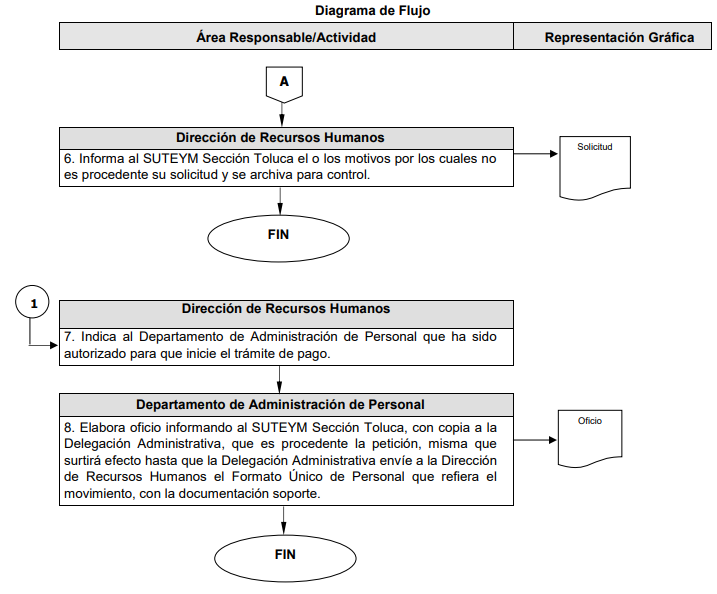 Diagrama de Flujo
Área Responsable/Actividad
Representación Gráfica
A
Dirección de Recursos Humanos
6. Informa al SUTEYM Sección Toluca el o los motivos por los cuales no
es procedente su solicitud y se archiva para control.
Solicitud
FIN
1
Dirección de Recursos Humanos
7. Indica al Departamento de Administración de Personal que ha sido
autorizado para que inicie el trámite de pago.
Departamento de Administración de Personal
8. Elabora oficio informando al SUTEYM Sección Toluca, con copia a la
Delegación Administrativa, que es procedente la petición, misma que
surtirá efecto hasta que la Delegación Administrativa envíe a la Dirección
de Recursos Humanos el Formato Único de Personal que refiera el
movimiento, con la documentación soporte.
Oficio
FIN